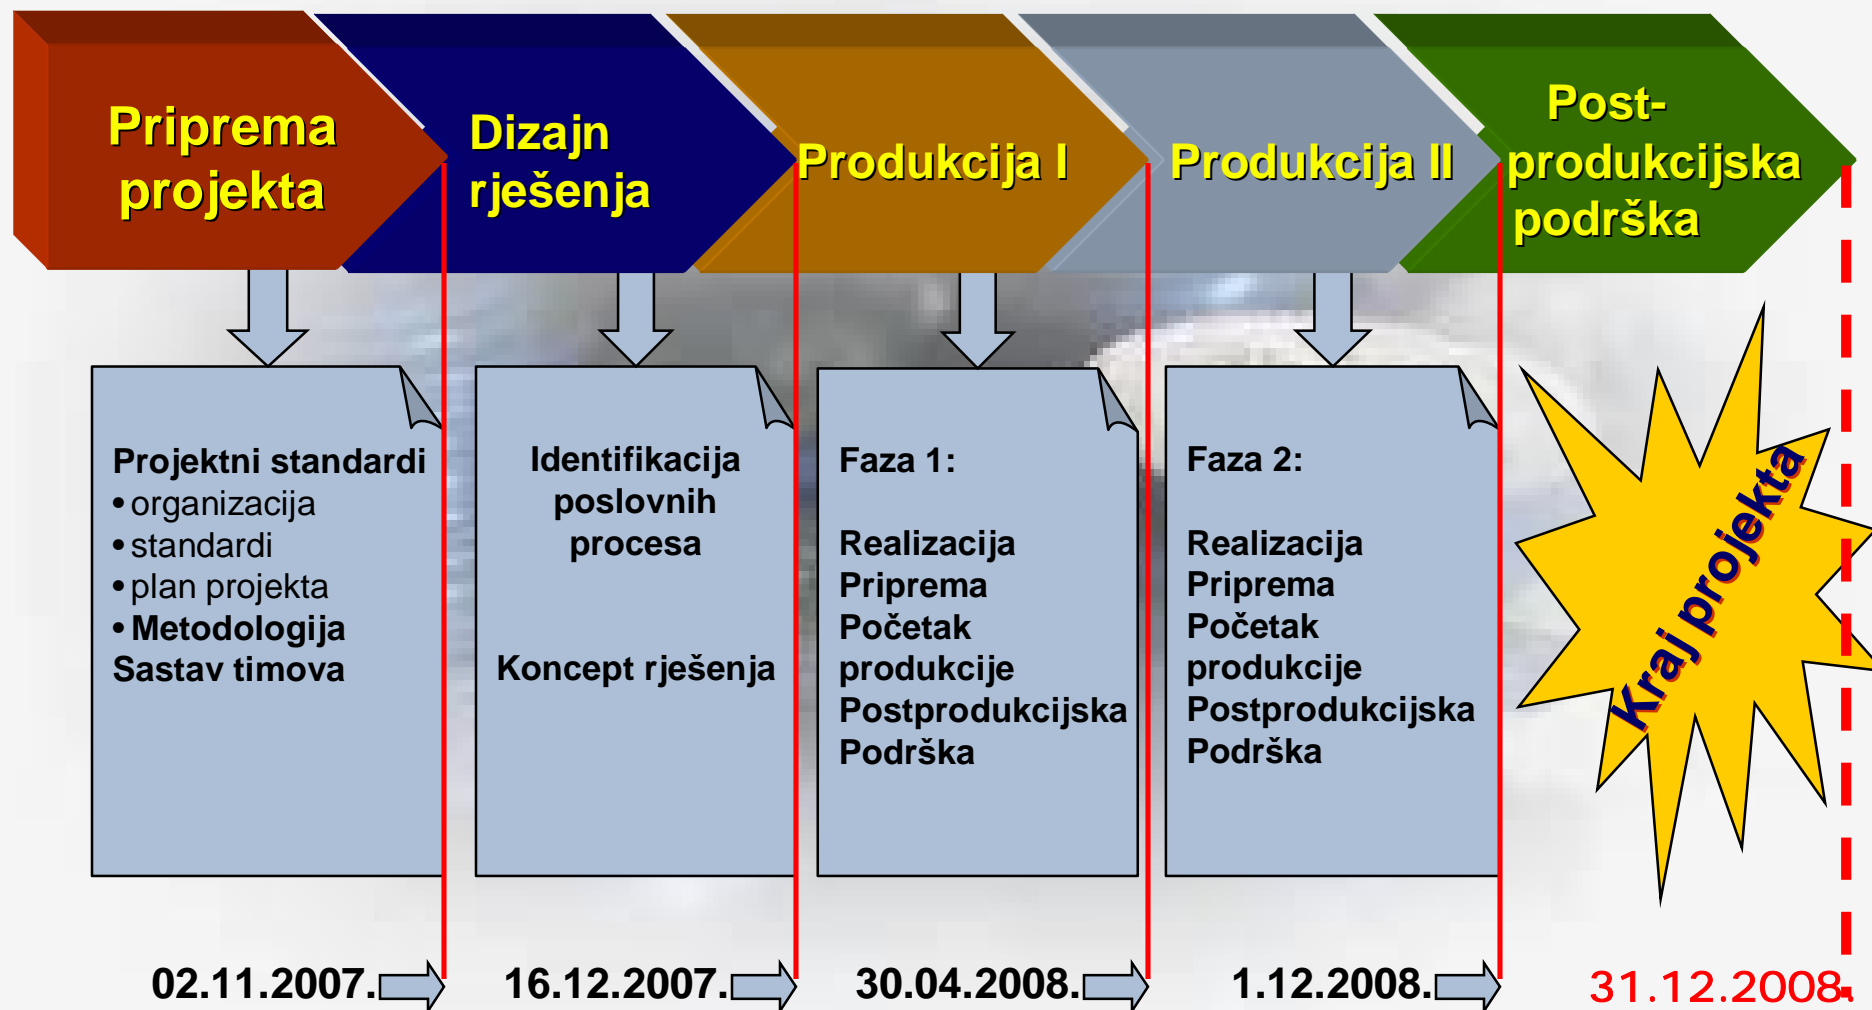 Priprema
projekta
Dizajn
rješenja
Produkcija I
Produkcija II
Post-
produkcijska
podrška
Projektni standardi
• organizacija
• standardi
• plan projekta
• Metodologija
Sastav timova
Identifikacija
poslovnih
procesa
Koncept rješenja
Faza 1:
Realizacija
Priprema
Početak
produkcije
Postprodukcijska
Podrška
Faza 2:
Realizacija
Priprema
Početak
produkcije
Postprodukcijska
Podrška
Kraj projekta
02.11.2007.
16.12.2007.
30.04.2008.
1.12.2008.
31.12.2008.